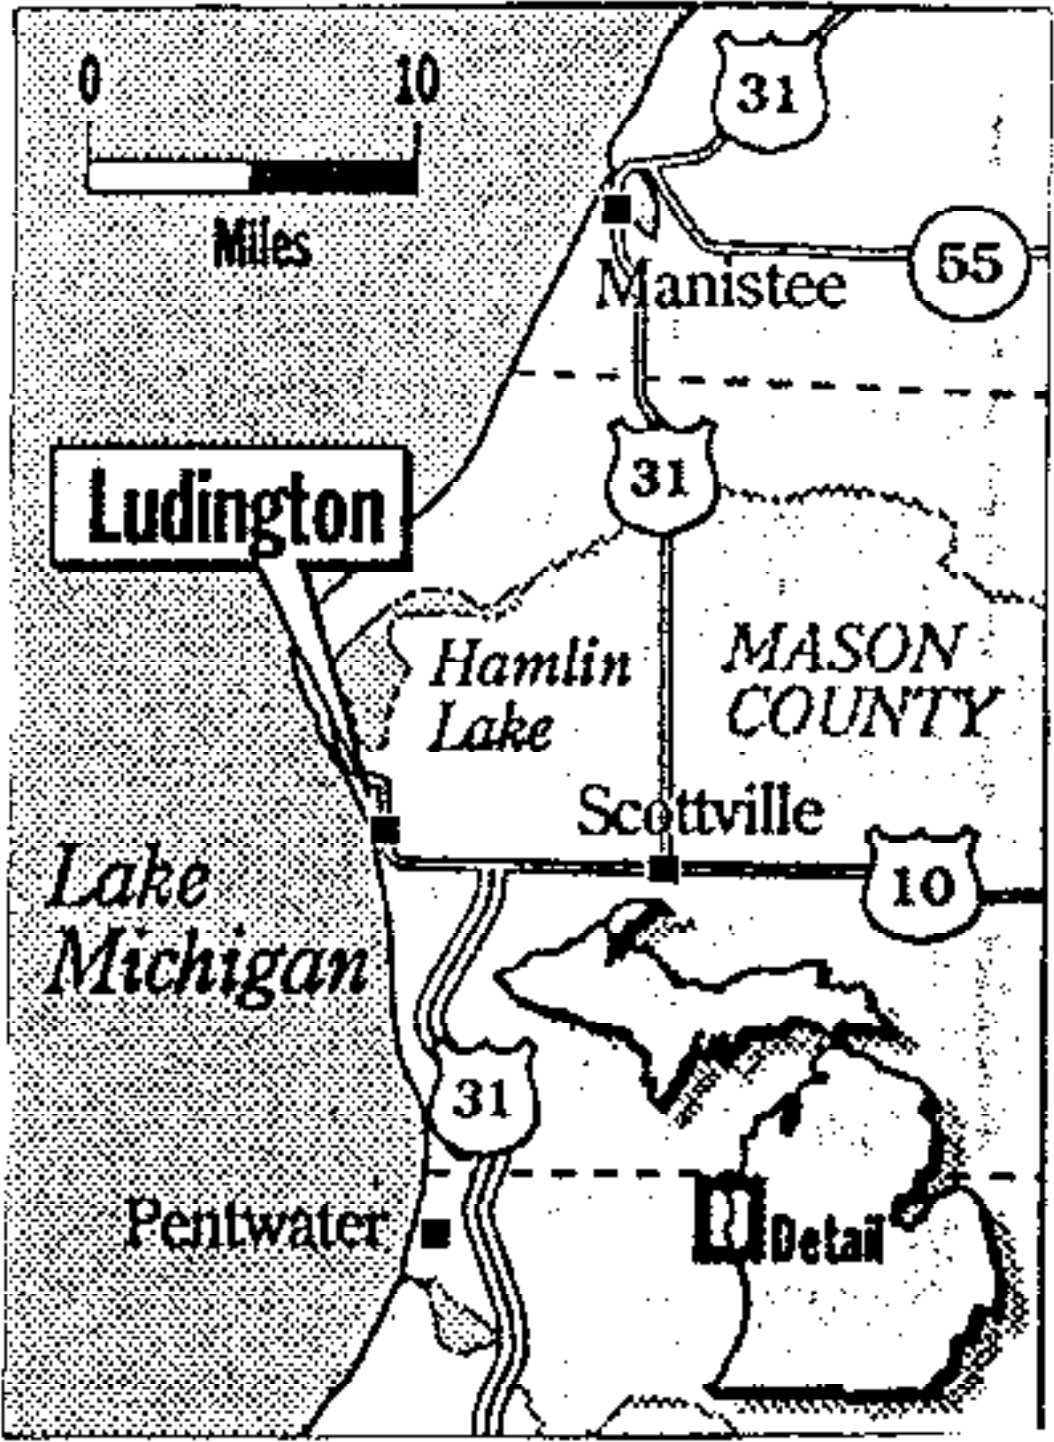 0 10
Miles
31
55
Manistee
31
Ludington
Hamlin
Lake
MASON
COUNTY
Scottville
10
Lake
Michigan
31
Pentwater
Detail